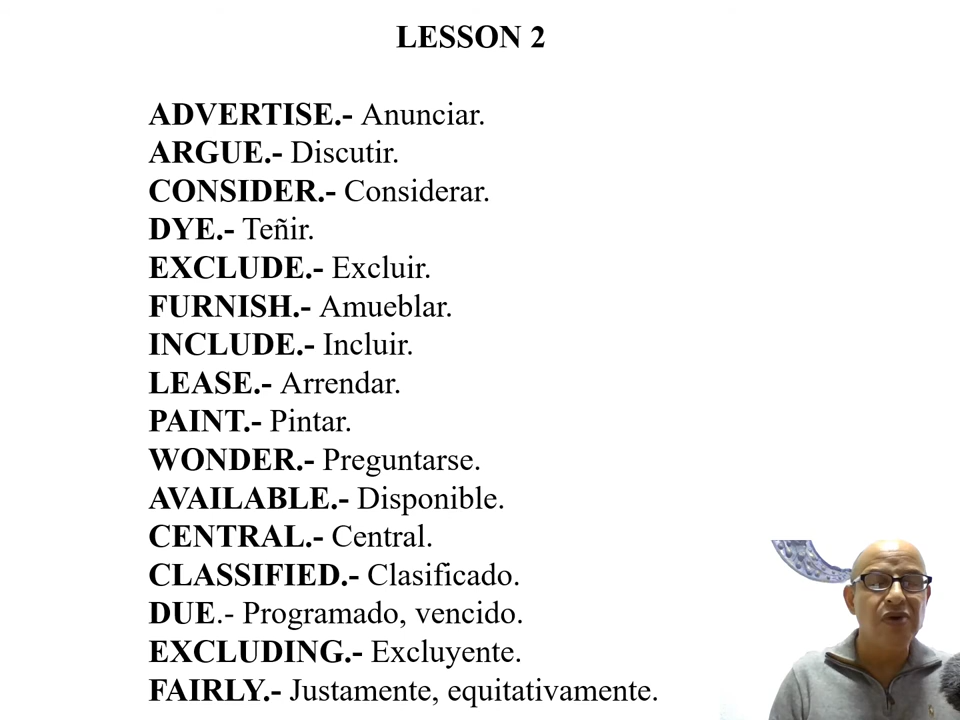 LESSON 2
ADVERTISE.- Anunciar.
ARGUE.- Discutir.
CONSIDER.- Considerar.
DYE.- Teñir.
EXCLUDE.- Excluir.
FURNISH.- Amueblar.
INCLUDE.- Incluir.
LEASE.- Arrendar.
PAINT.- Pintar.
WONDER.- Preguntarse.
AVAILABLE.- Disponible.
CENTRAL.- Central.
CLASSIFIED.- Clasificado.
DUE.- Programado, vencido.
EXCLUDING.- Excluyente.
FAIRLY.- Justamente, equitativamente.